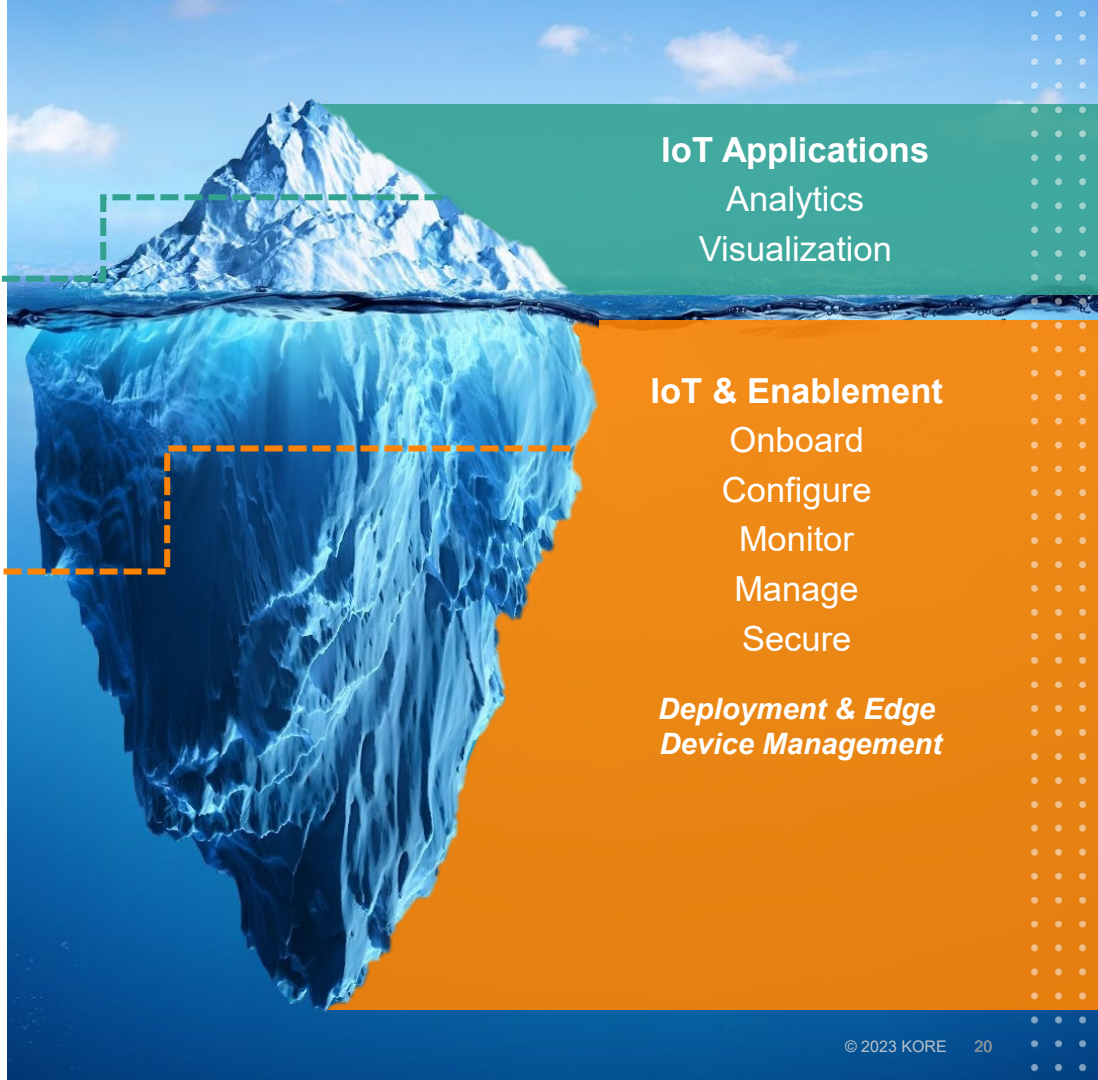 IoT Applications
Analytics
Visualization
IoT & Enablement
Onboard
Configure
Monitor
Manage
Secure
Deployment & Edge
Device Management
© 2023 KORE 20